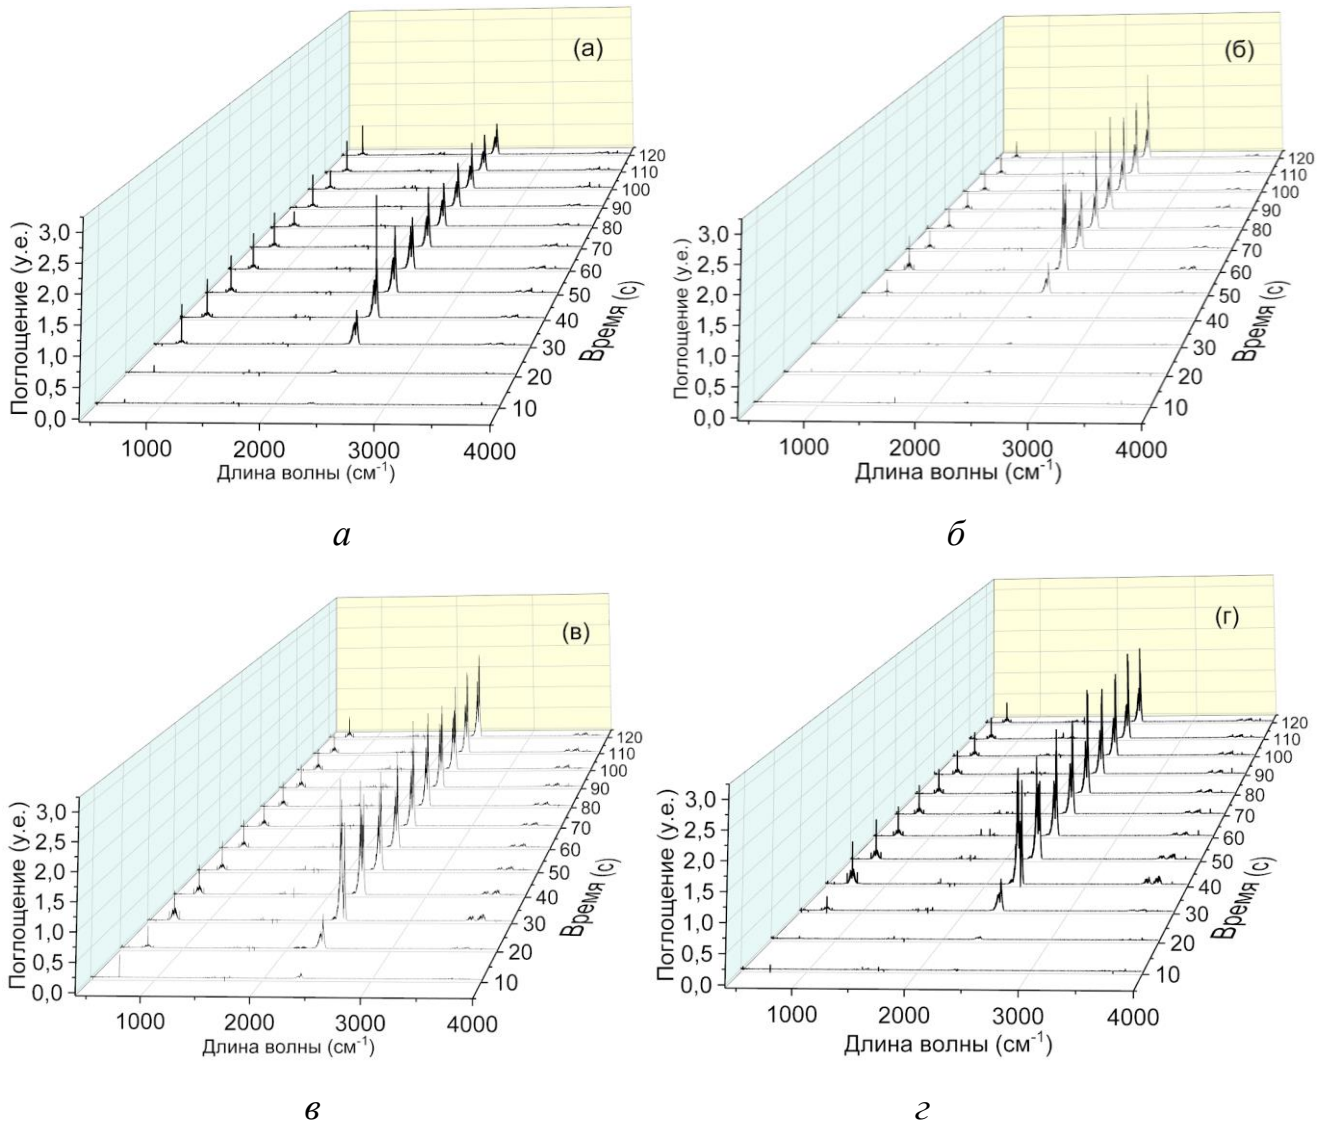 (а)
3,0
2,5
2,0
1,5
1,0
0,5
0,0
Поглощение (у.е.)
1000 2000 3000 4000
Длина волны (см-1)
10 20 30 40 50 60 70 80 90 100 110 120
Время (с)
а
(б)
3,0
2,5
2,0
1,5
1,0
0,5
0,0
Поглощение (у.е.)
1000 2000 3000 4000
Длина волны (см-1)
10 20 30 40 50 60 70 80 90 100 110 120
Время (с)
б
(в)
3,0
2,5
2,0
1,5
1,0
0,5
0,0
Поглощение (у.е.)
1000 2000 3000 4000
Длина волны (см-1)
10 20 30 40 50 60 70 80 90 100 110 120
Время (с)
в
(г)
3,0
2,5
2,0
1,5
1,0
0,5
0,0
Поглощение (у.е.)
1000 2000 3000 4000
Длина волны (см-1)
10 20 30 40 50 60 70 80 90 100 110 120
Время (с)
г